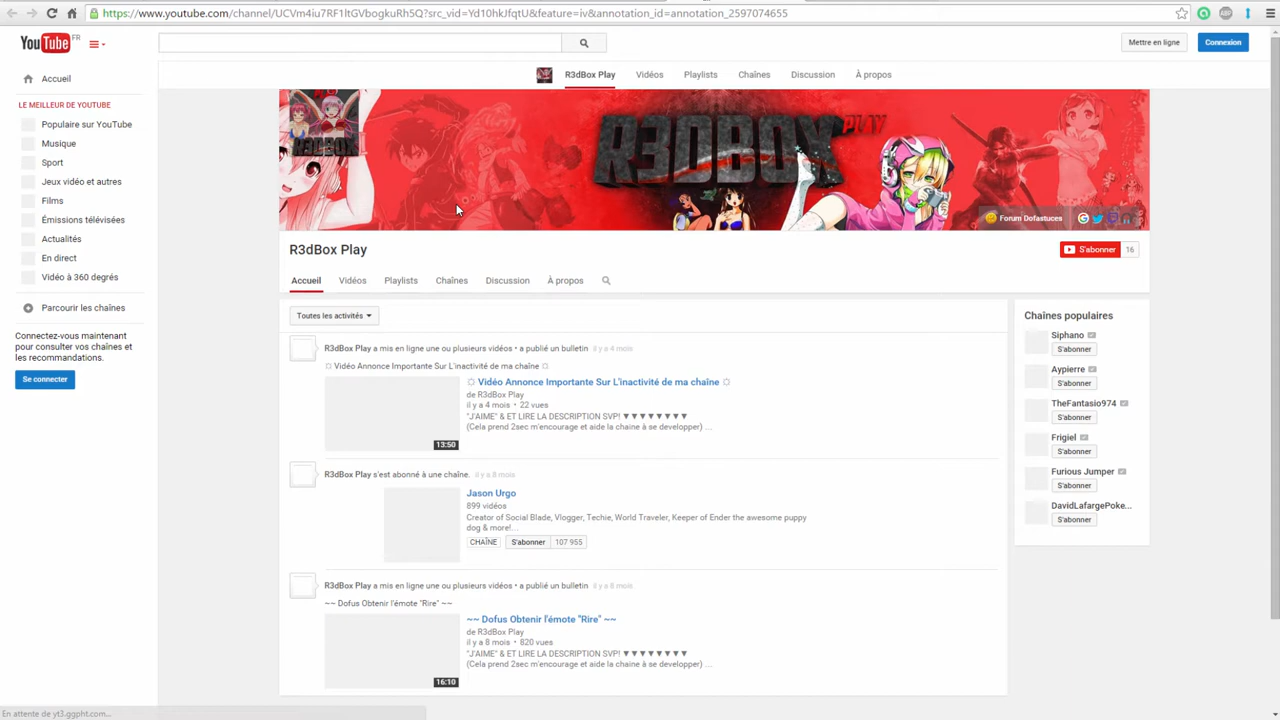 https://www.youtube.com/channel/UCVm4iu7RF1ltGVbogkuRh5Q?src_vid=Yd10hkJfqtU&feature=iv&annotation_id=annotation_2597074655
YouTube FR
Mettre en ligne
Connexion
Accueil
LE MEILLEUR DE YOUTUBE
Populaire sur YouTube
Musique
Sport
Jeux vidéo et autres
Films
Émissions télévisées
Actualités
En direct
Vidéo à 360 degrés
Parcourir les chaînes
Connectez-vous maintenant
pour consulter vos chaînes et
les recommandations.
Se connecter
R3dBox Play Vidéos Playlists Chaînes Discussion À propos
R3DBOX
R3DBOX PLAY
Forum Dofastuces
R3dBox Play
S'abonner 16
Accueil Vidéos Playlists Chaînes Discussion À propos
Toutes les activités
R3dBox Play a mis en ligne une ou plusieurs vidéos • a publié un bulletin il y a 4 mois
¤ Vidéo Annonce Importante Sur L'inactivité de ma chaîne ¤
13:50
¤ Vidéo Annonce Importante Sur L'inactivité de ma chaîne ¤
de R3dBox Play
il y a 4 mois • 22 vues
"J'AIME" & ET LIRE LA DESCRIPTION SVP! ▼▼▼▼▼▼▼▼
(Cela prend 2sec m'encourage et aide la chaine à se developper) ...
R3dBox Play s'est abonné à une chaîne. il y a 8 mois
Jason Urgo
899 vidéos
Creator of Social Blade, Vlogger, Techie, World Traveler, Keeper of Ender the awesome puppy
dog & more!...
CHAÎNE S'abonner 107 955
R3dBox Play a mis en ligne une ou plusieurs vidéos • a publié un bulletin il y a 8 mois
~~ Dofus Obtenir l'émote "Rire" ~~
16:10
~~ Dofus Obtenir l'émote "Rire" ~~
de R3dBox Play
il y a 8 mois • 820 vues
"J'AIME" & ET LIRE LA DESCRIPTION SVP! ▼▼▼▼▼▼▼▼
(Cela prend 2sec m'encourage et aide la chaine à se developper) ...
Chaînes populaires
Siphano
S'abonner
Aypierre
S'abonner
TheFantasio974
S'abonner
Frigiel
S'abonner
Furious Jumper
S'abonner
DavidLafargePoke...
S'abonner
En attente de yt3.ggpht.com...